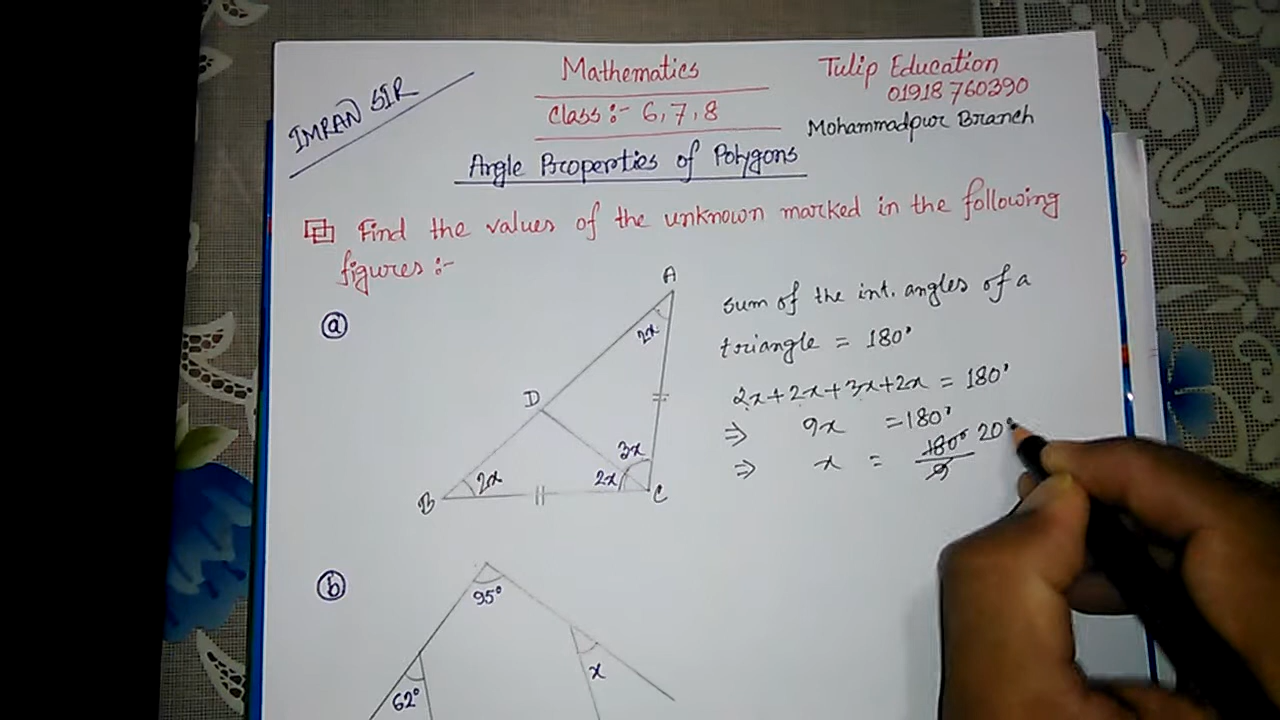 IMRAN SIR
Mathematics
Class:- 6,7,8
Tulip Education
01918 760390
Mohammadpur Branch
Angle Properties of Polygons
Find the values of the unknown marked in the following
figures:-
(a)
A
2x
D
3x
B
2x
2x
C
sum of the int. angles of a
triangle = 180°
2x+2x+3x+2x = 180°
⇒ 9x = 180°
⇒ x = 180°/9 20°
(b)
95°
x
62°